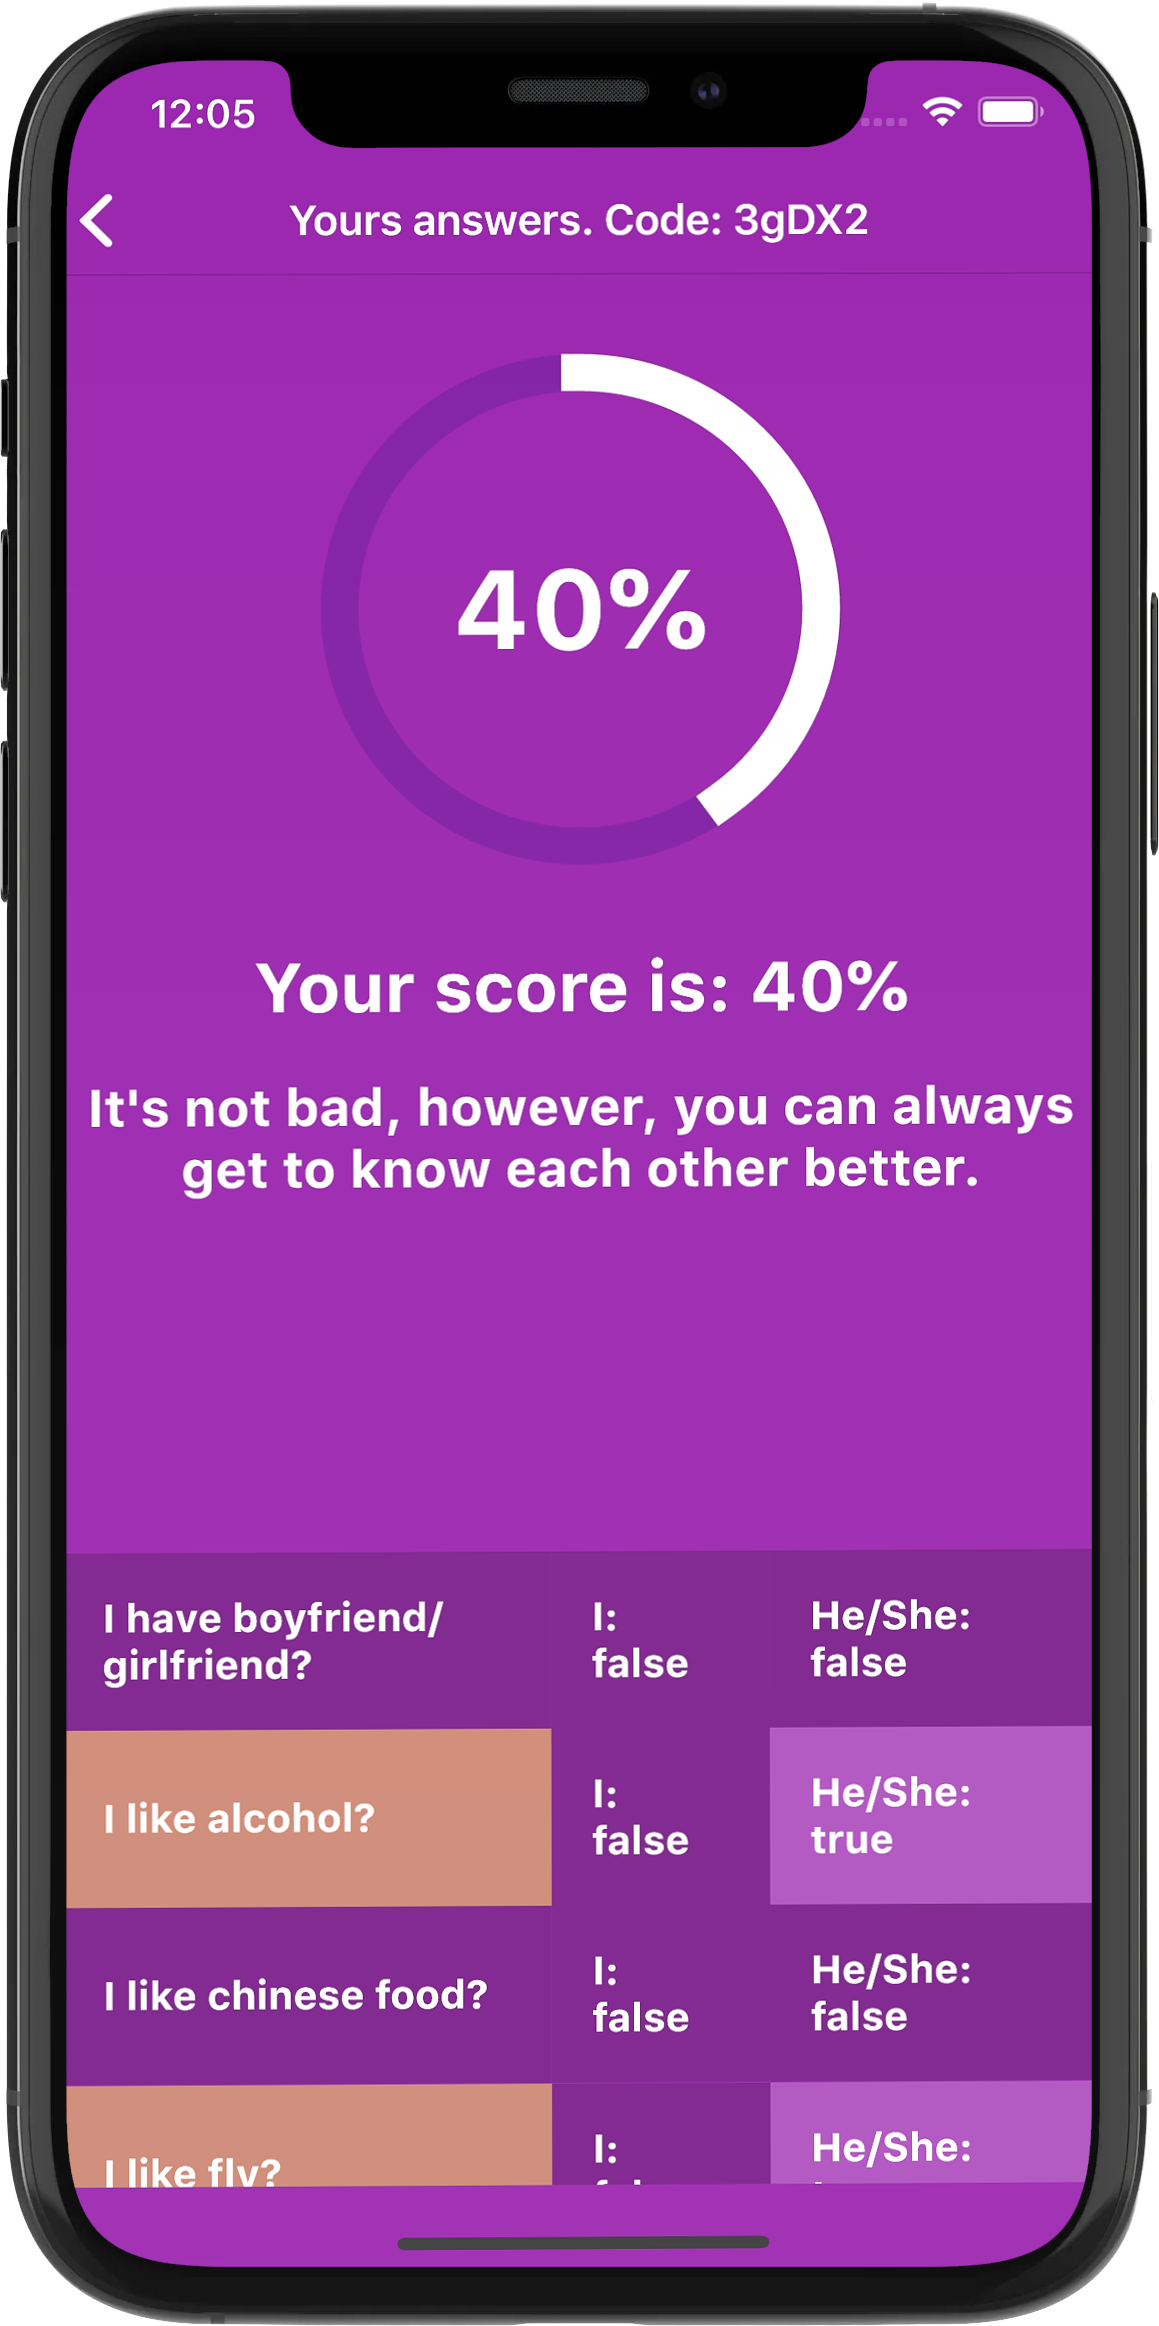 12:05
Yours answers. Code: 3gDX2
40%
Your score is: 40%
It's not bad, however, you can always
get to know each other better.
I have boyfriend/
girlfriend?
I:
false
He/She:
false
I like alcohol?
I:
false
He/She:
true
I like chinese food?
I:
false
He/She:
false
I like fly?
I:
He/She: